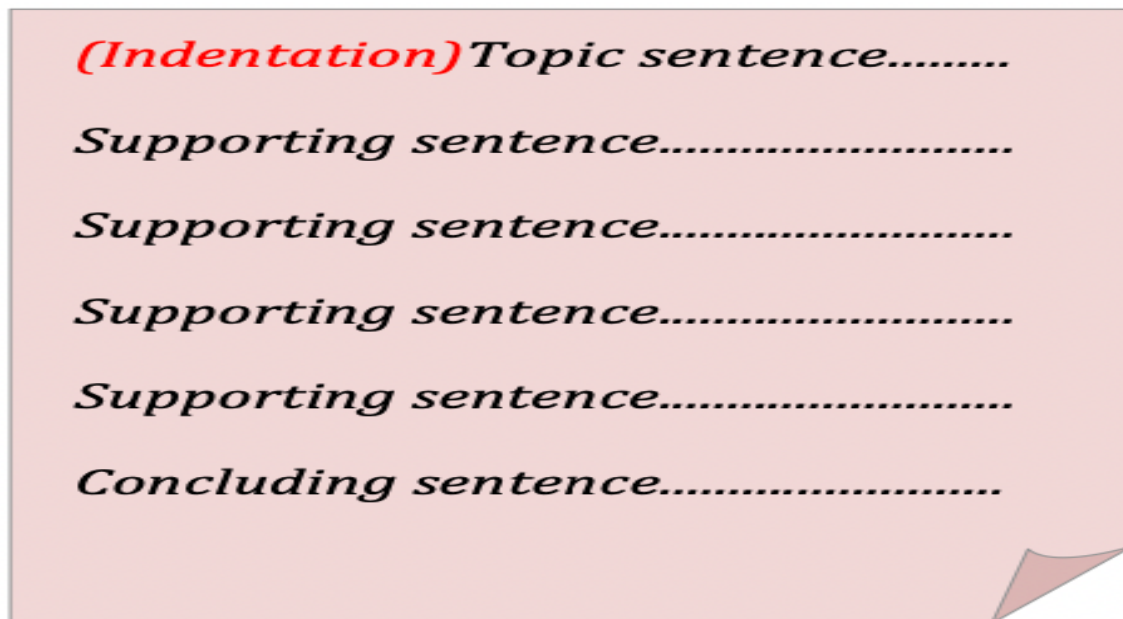 (Indentation)Topic sentence.........
Supporting sentence..........................
Supporting sentence..........................
Supporting sentence..........................
Supporting sentence..........................
Concluding sentence.........................